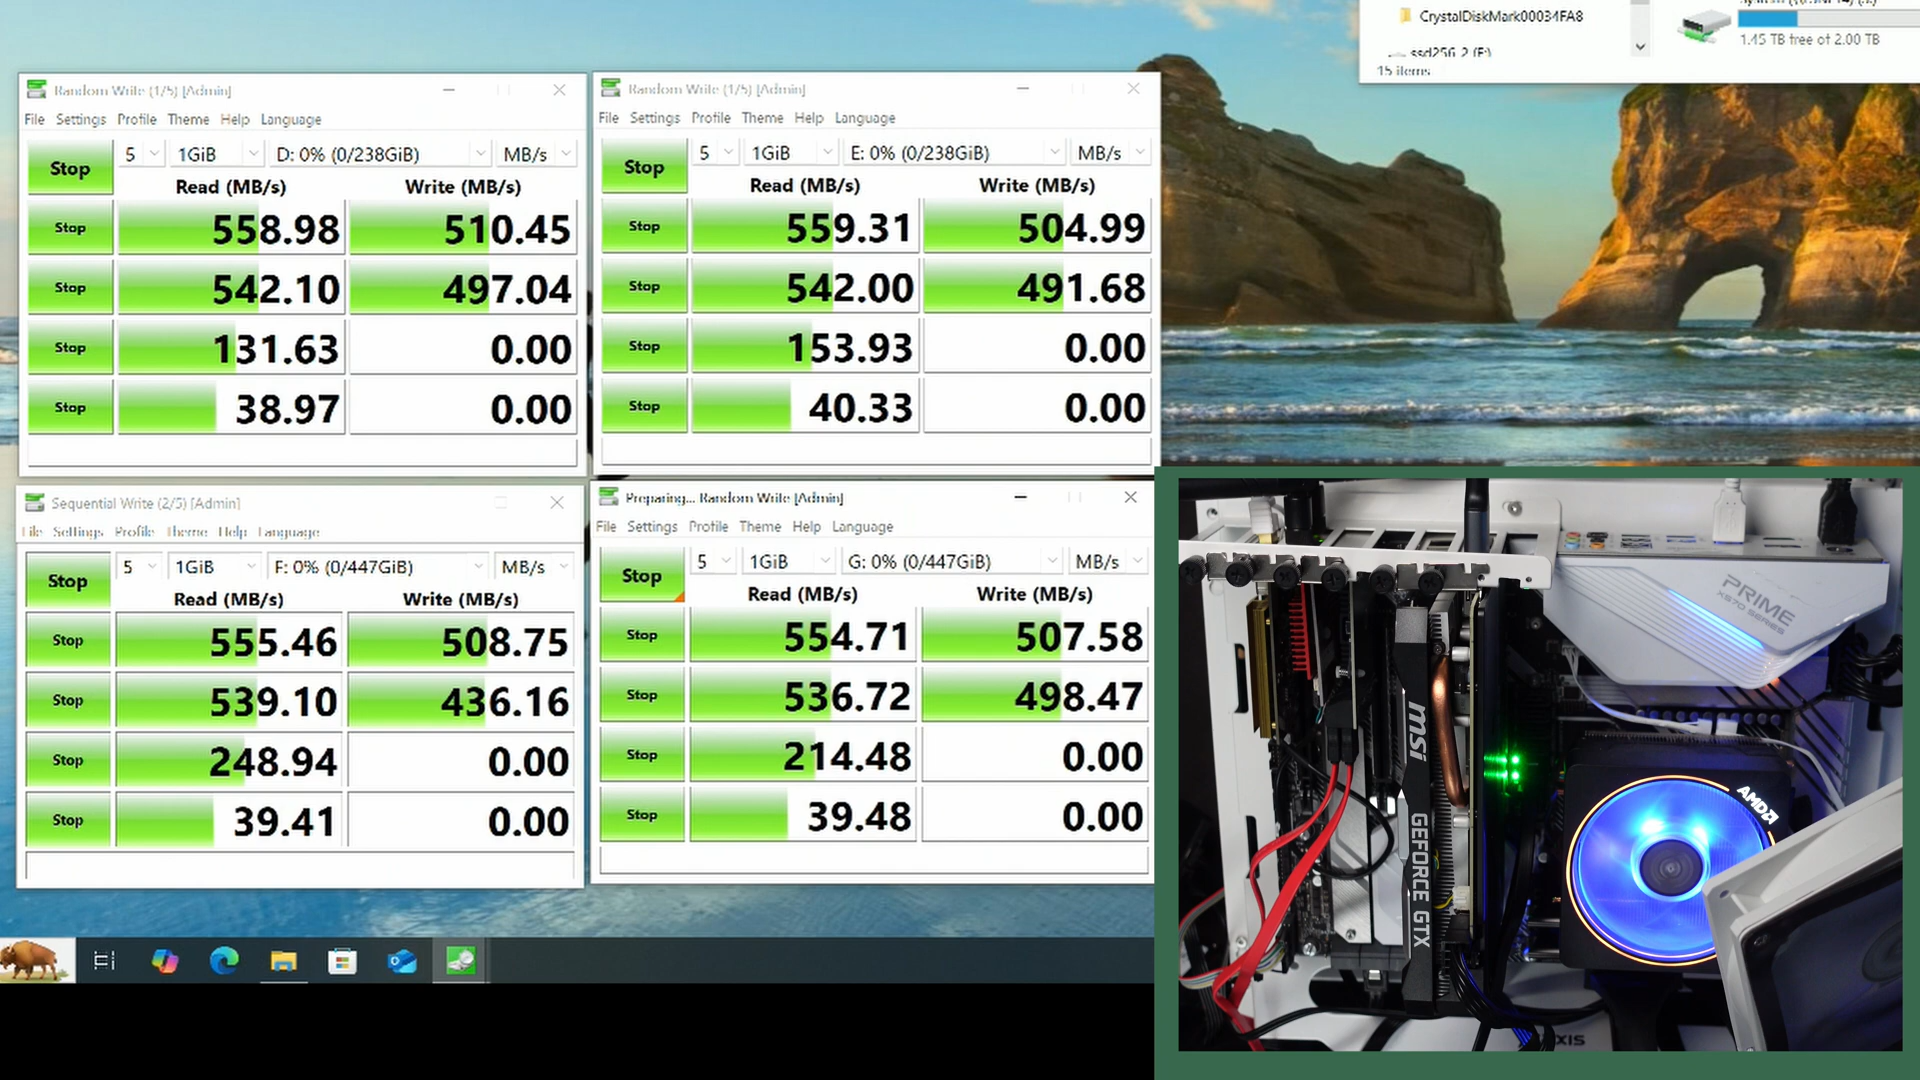 CrystalDiskMark00034FA8
1.45 TB free of 2.00 TB
ssd256_2 (E:)
15 items
Random Write (1/5) [Admin]
File Settings Profile Theme Help Language
Stop 5 1GiB D: 0% (0/238GiB) MB/s
Read (MB/s) Write (MB/s)
Stop 558.98 510.45
Stop 542.10 497.04
Stop 131.63 0.00
Stop 38.97 0.00
Random Write (1/5) [Admin]
File Settings Profile Theme Help Language
Stop 5 1GiB E: 0% (0/238GiB) MB/s
Read (MB/s) Write (MB/s)
Stop 559.31 504.99
Stop 542.00 491.68
Stop 153.93 0.00
Stop 40.33 0.00
Sequential Write (2/5) [Admin]
File Settings Profile Theme Help Language
Stop 5 1GiB F: 0% (0/447GiB) MB/s
Read (MB/s) Write (MB/s)
Stop 555.46 508.75
Stop 539.10 436.16
Stop 248.94 0.00
Stop 39.41 0.00
Preparing... Random Write [Admin]
File Settings Profile Theme Help Language
Stop 5 1GiB G: 0% (0/447GiB) MB/s
Read (MB/s) Write (MB/s)
Stop 554.71 507.58
Stop 536.72 498.47
Stop 214.48 0.00
Stop 39.48 0.00
PRIME
X570 SERIES
msi
GEFORCE GTX
AMD